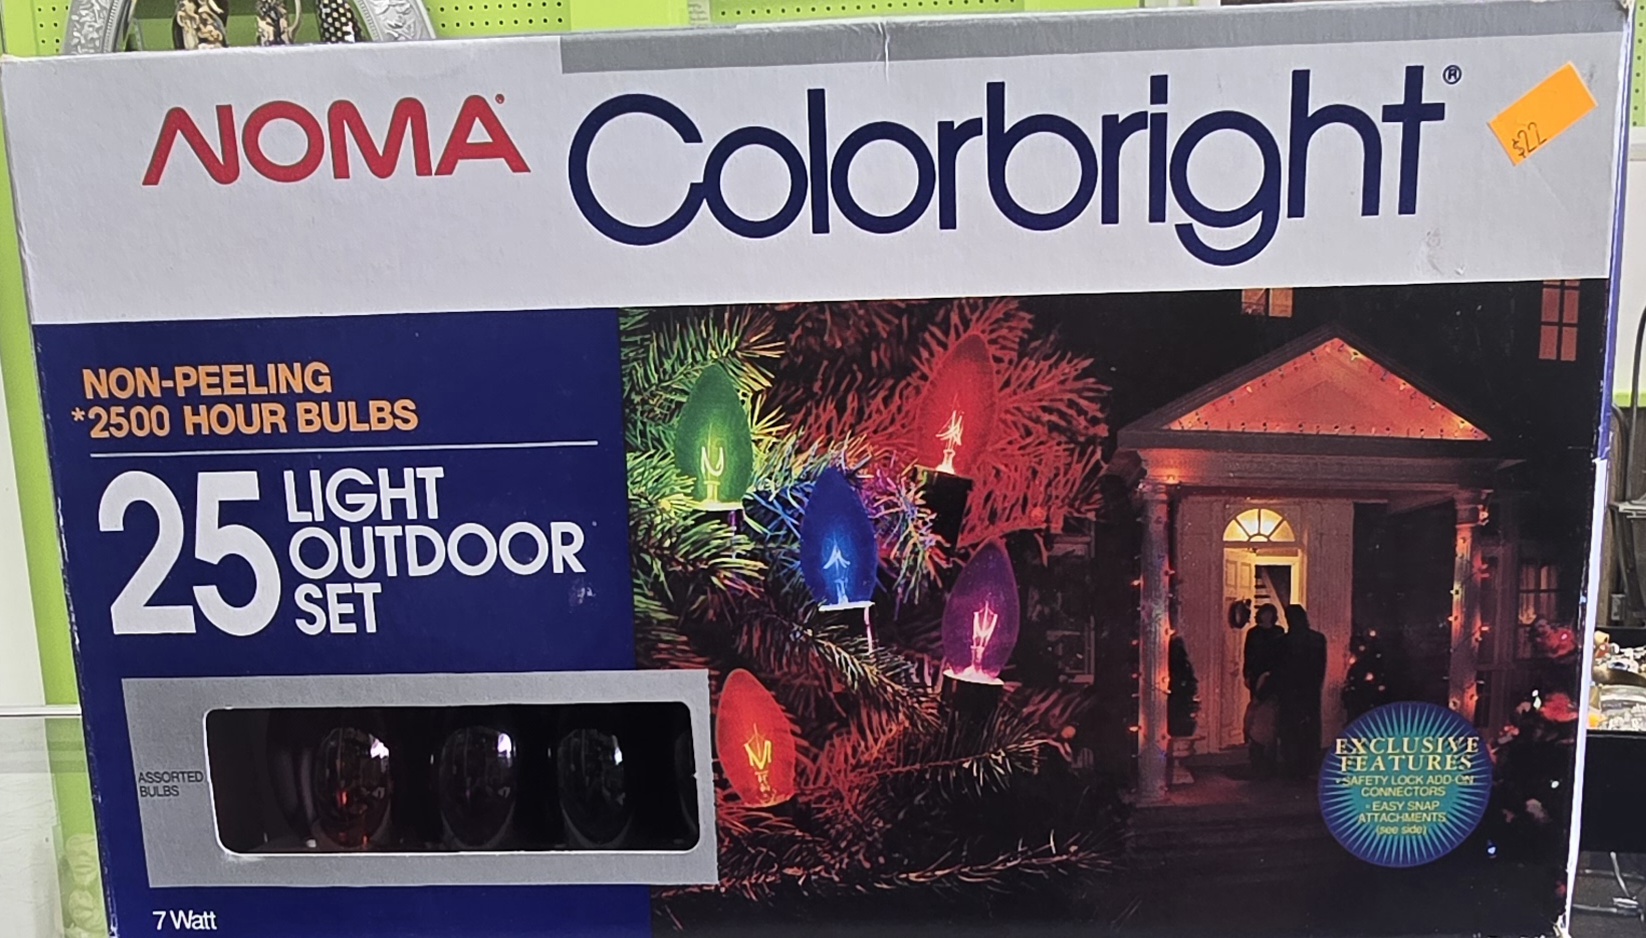 NOMA®
Colorbright®
$22
NON-PEELING
*2500 HOUR BULBS
25 LIGHT
OUTDOOR
SET
ASSORTED
BULBS
7 Watt
EXCLUSIVE
FEATURES
• SAFETY LOCK ADD-ON
CONNECTORS
• EASY SNAP
ATTACHMENTS
(see side)